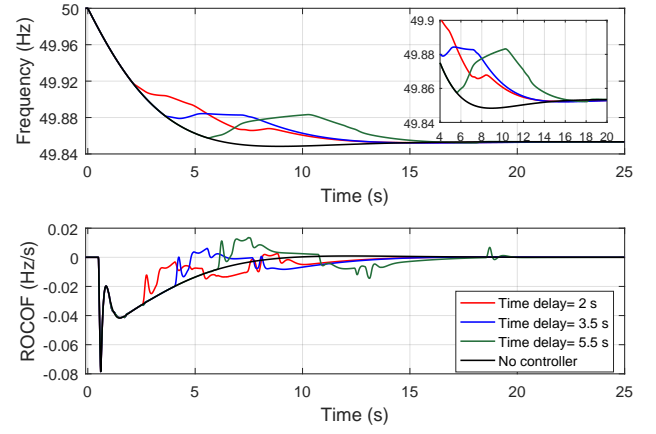 50
49.96
49.92
49.88
49.84
Frequency (Hz)
49.9
49.88
49.86
49.84
4 6 8 10 12 14 16 18 20
0 5 10 15 20 25
Time (s)
0.02
0
-0.02
-0.04
-0.06
-0.08
ROCOF (Hz/s)
Time delay= 2 s
Time delay= 3.5 s
Time delay= 5.5 s
No controller
0 5 10 15 20 25
Time (s)